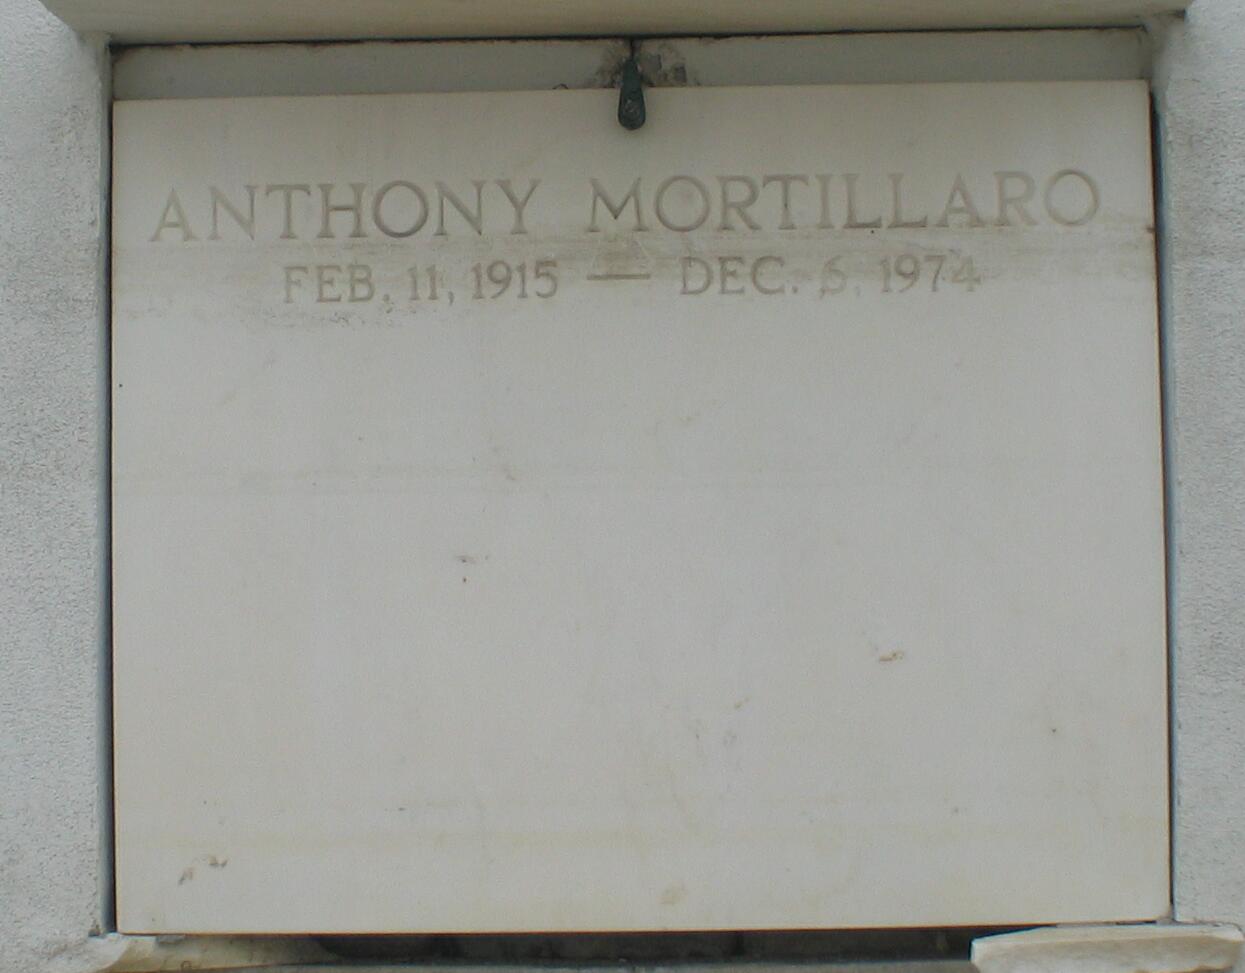 ANTHONY MORTILLARO
FEB. 11, 1915 — DEC. 6, 1974